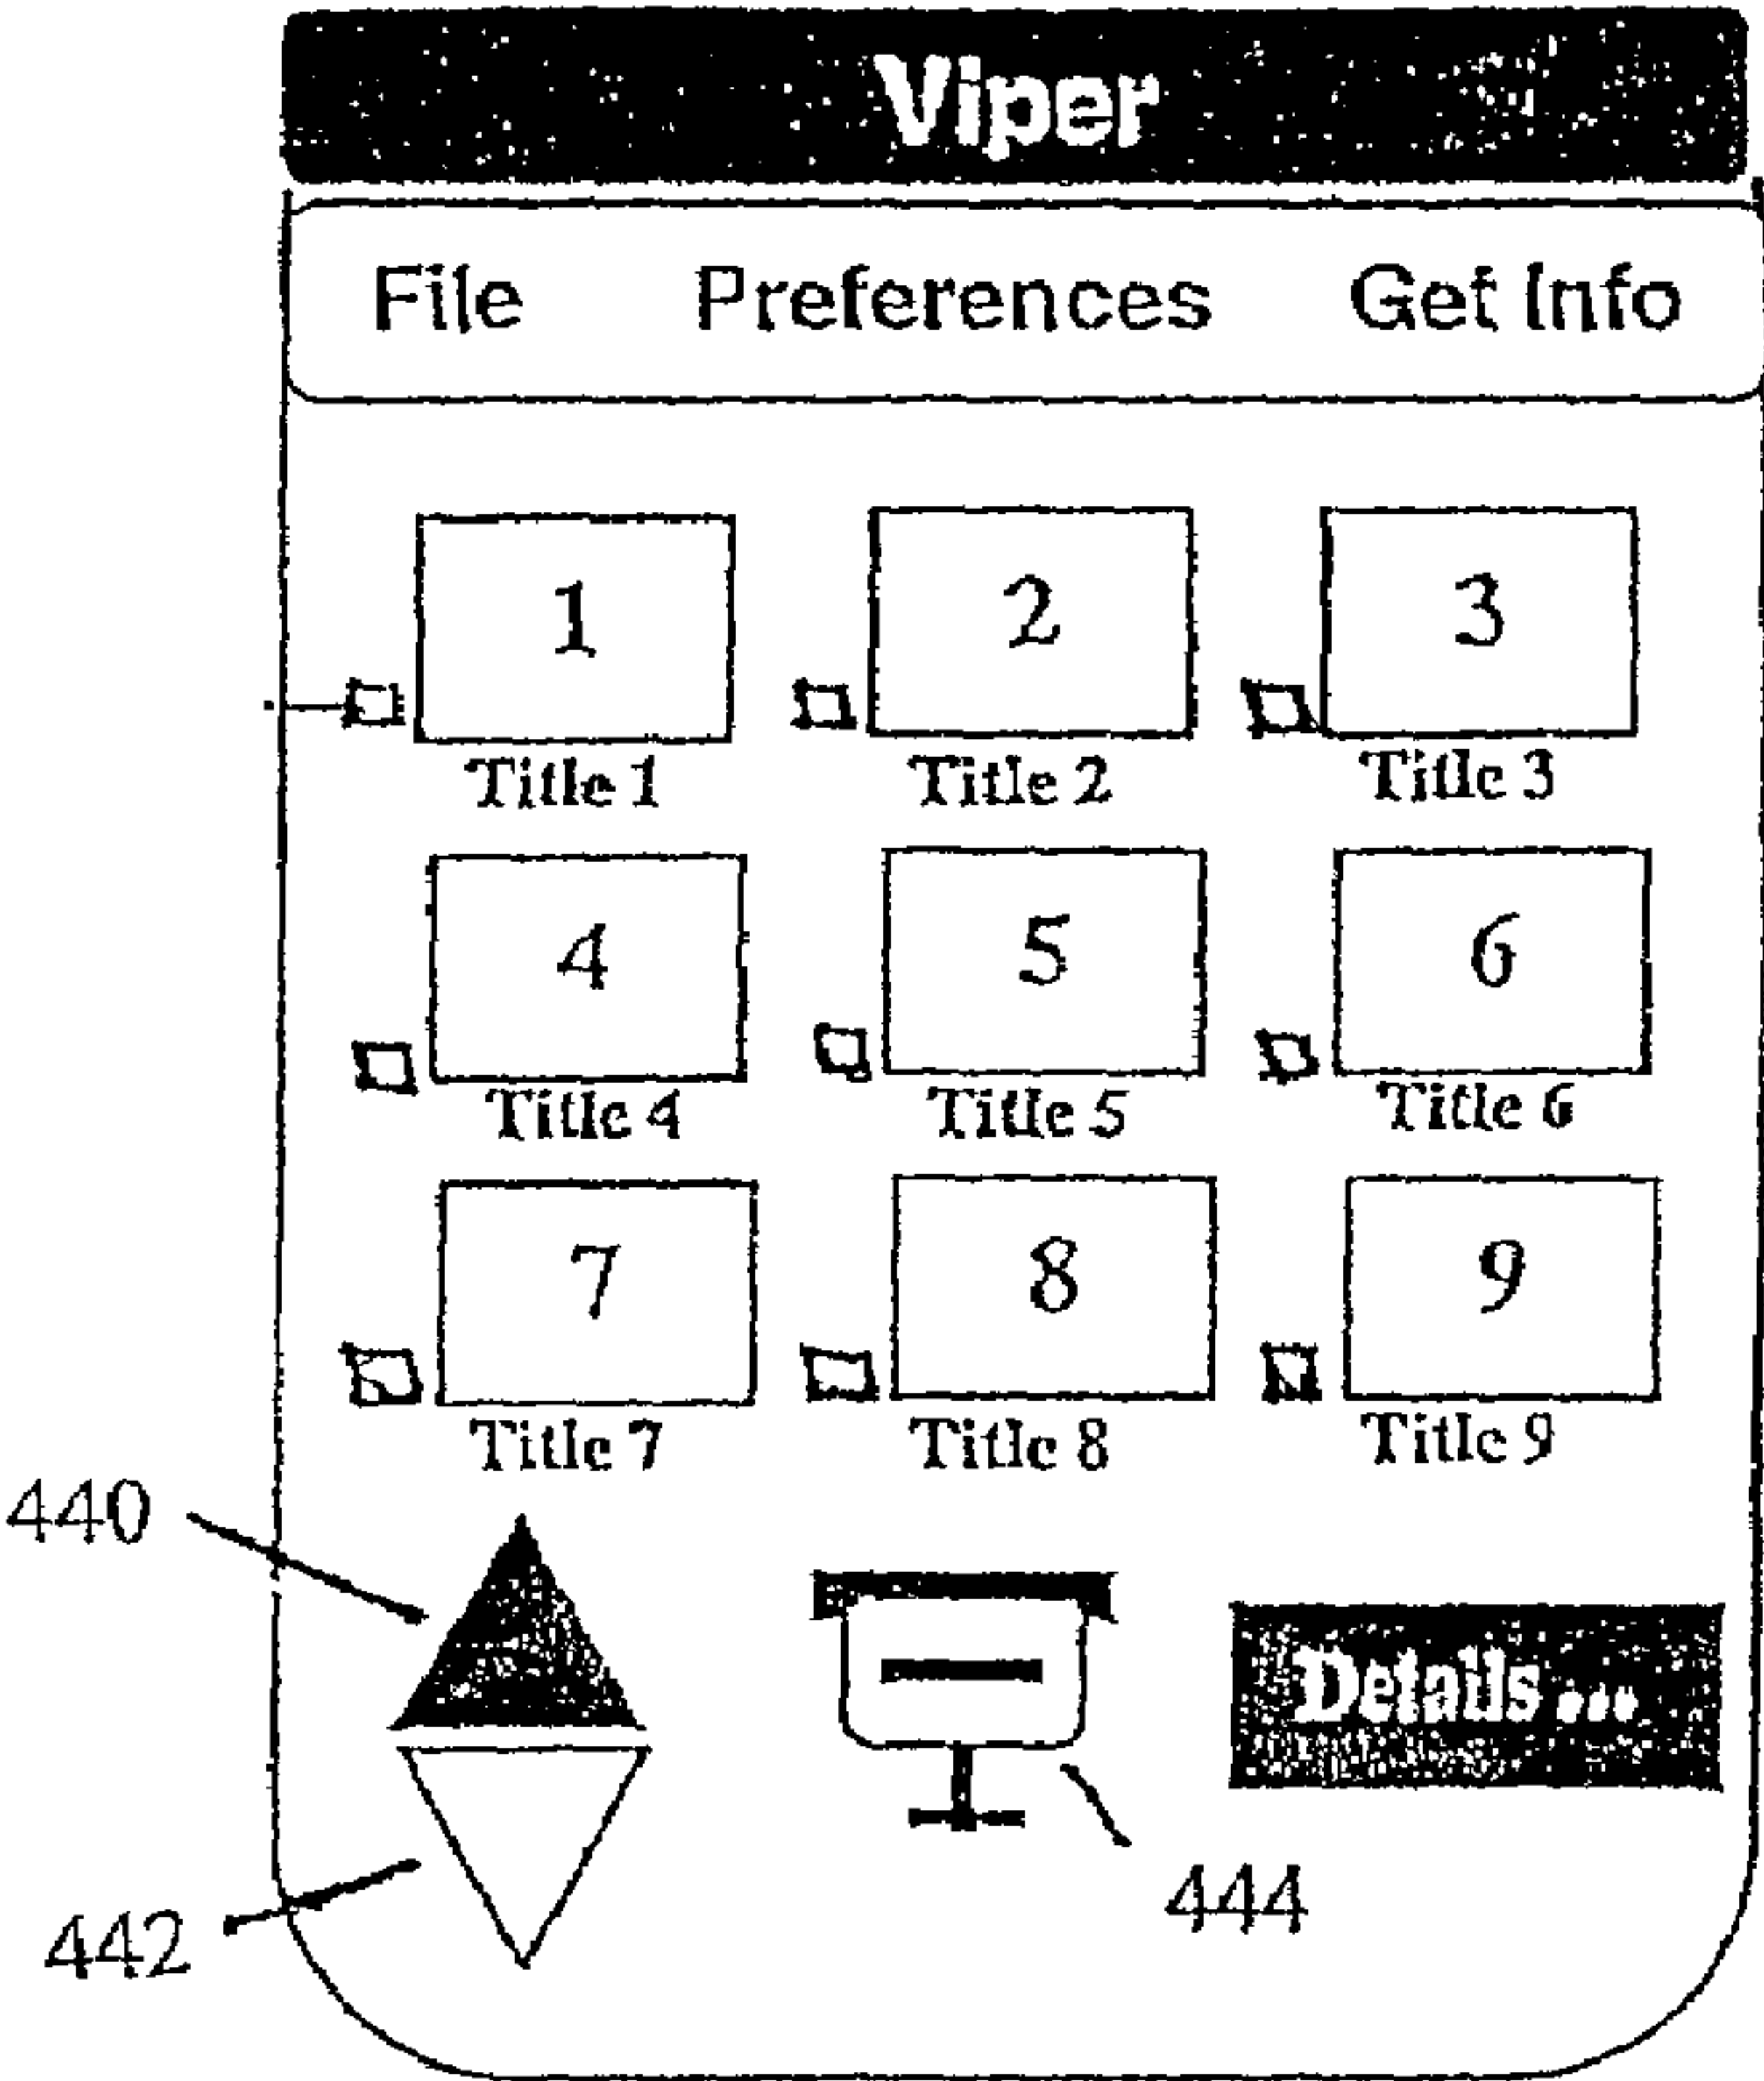 Viper
File Preferences Get Info
1 2 3
Title 1 Title 2 Title 3
4 5 6
Title 4 Title 5 Title 6
7 8 9
Title 7 Title 8 Title 9
440
Details...
442
444